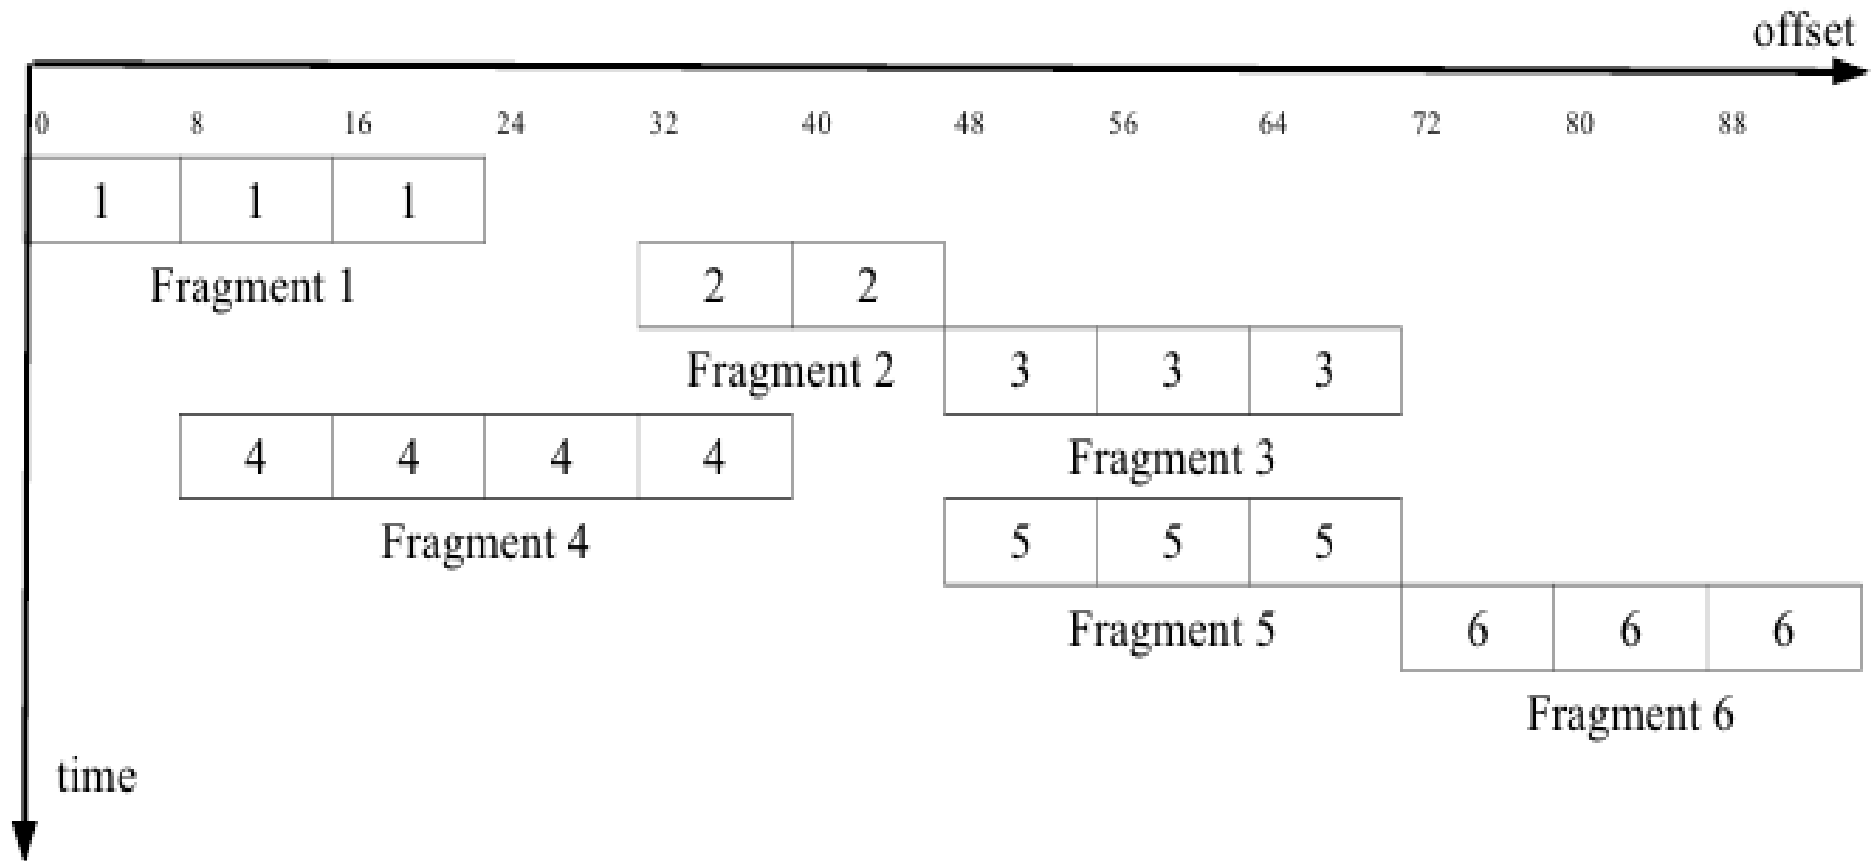 offset
0 8 16 24 32 40 48 56 64 72 80 88
1 1 1
Fragment 1
2 2
Fragment 2
3 3 3
Fragment 3
4 4 4 4
Fragment 4
5 5 5
Fragment 5
6 6 6
Fragment 6
time